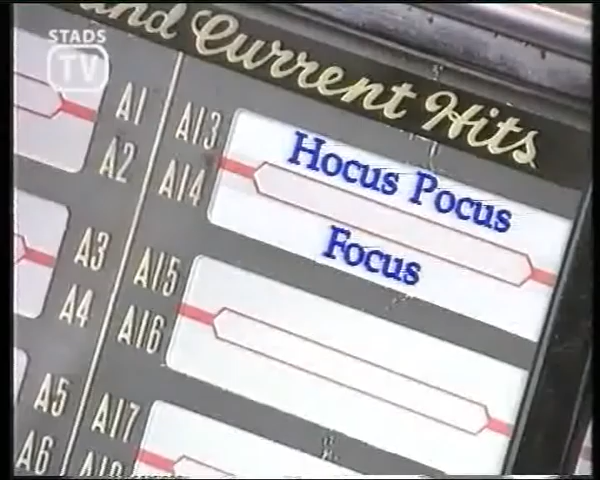 STADS
TV
and Current Hits
A1
A2
A3
A4
A5
A6
A13
A14
A15
A16
A17
A18
Hocus Pocus
Focus